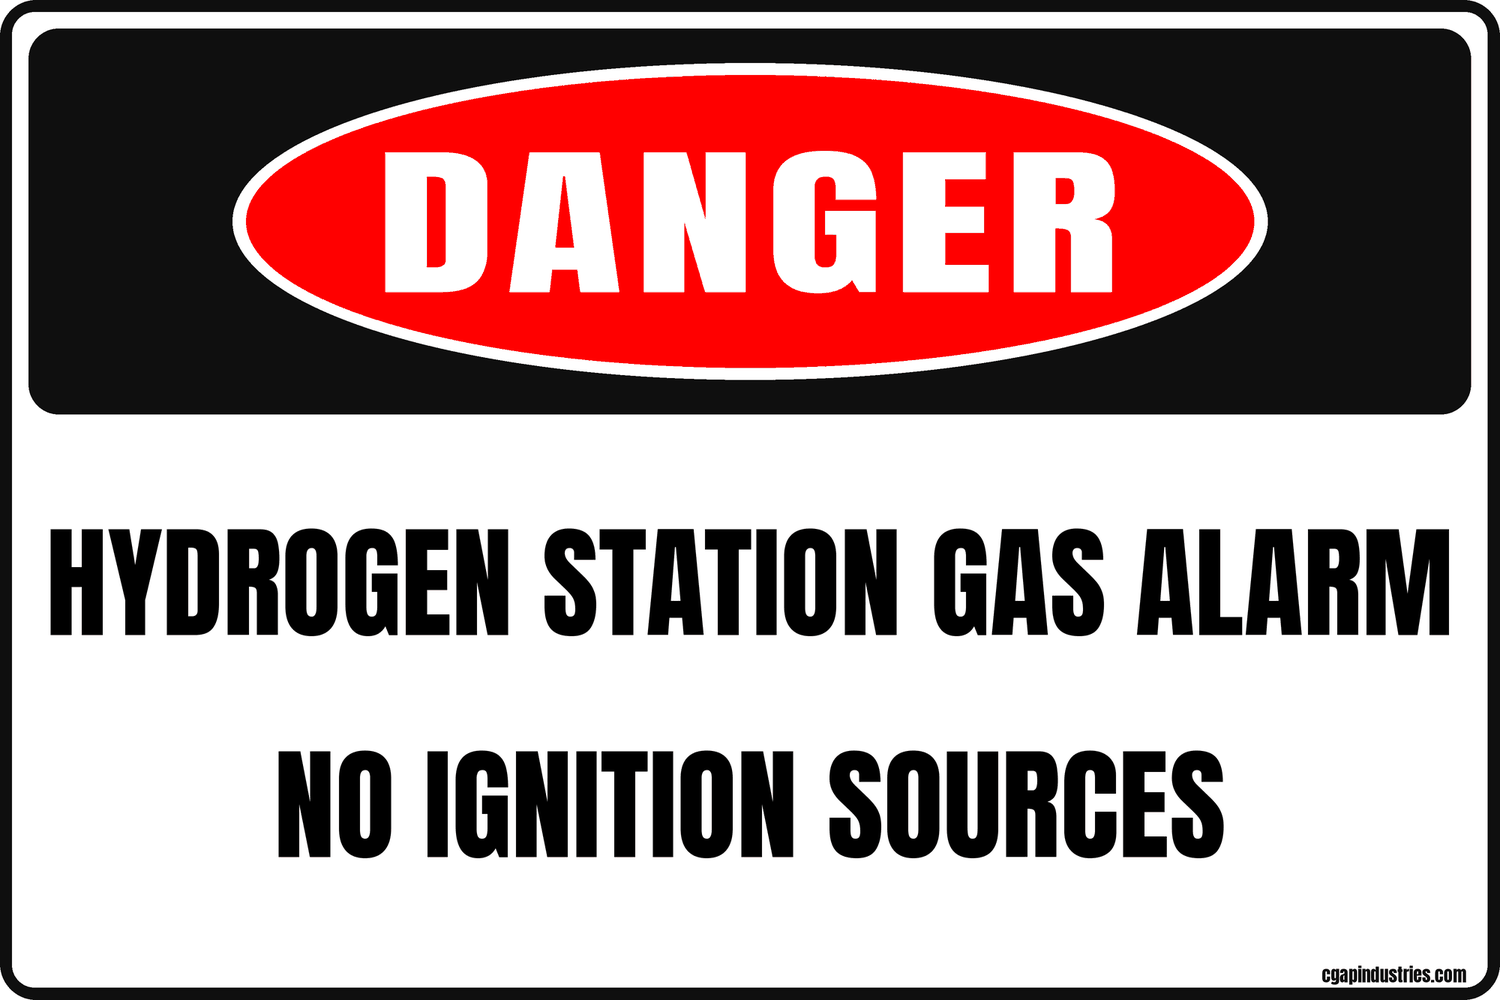 DANGER
HYDROGEN STATION GAS ALARM
NO IGNITION SOURCES
cgapindustries.com